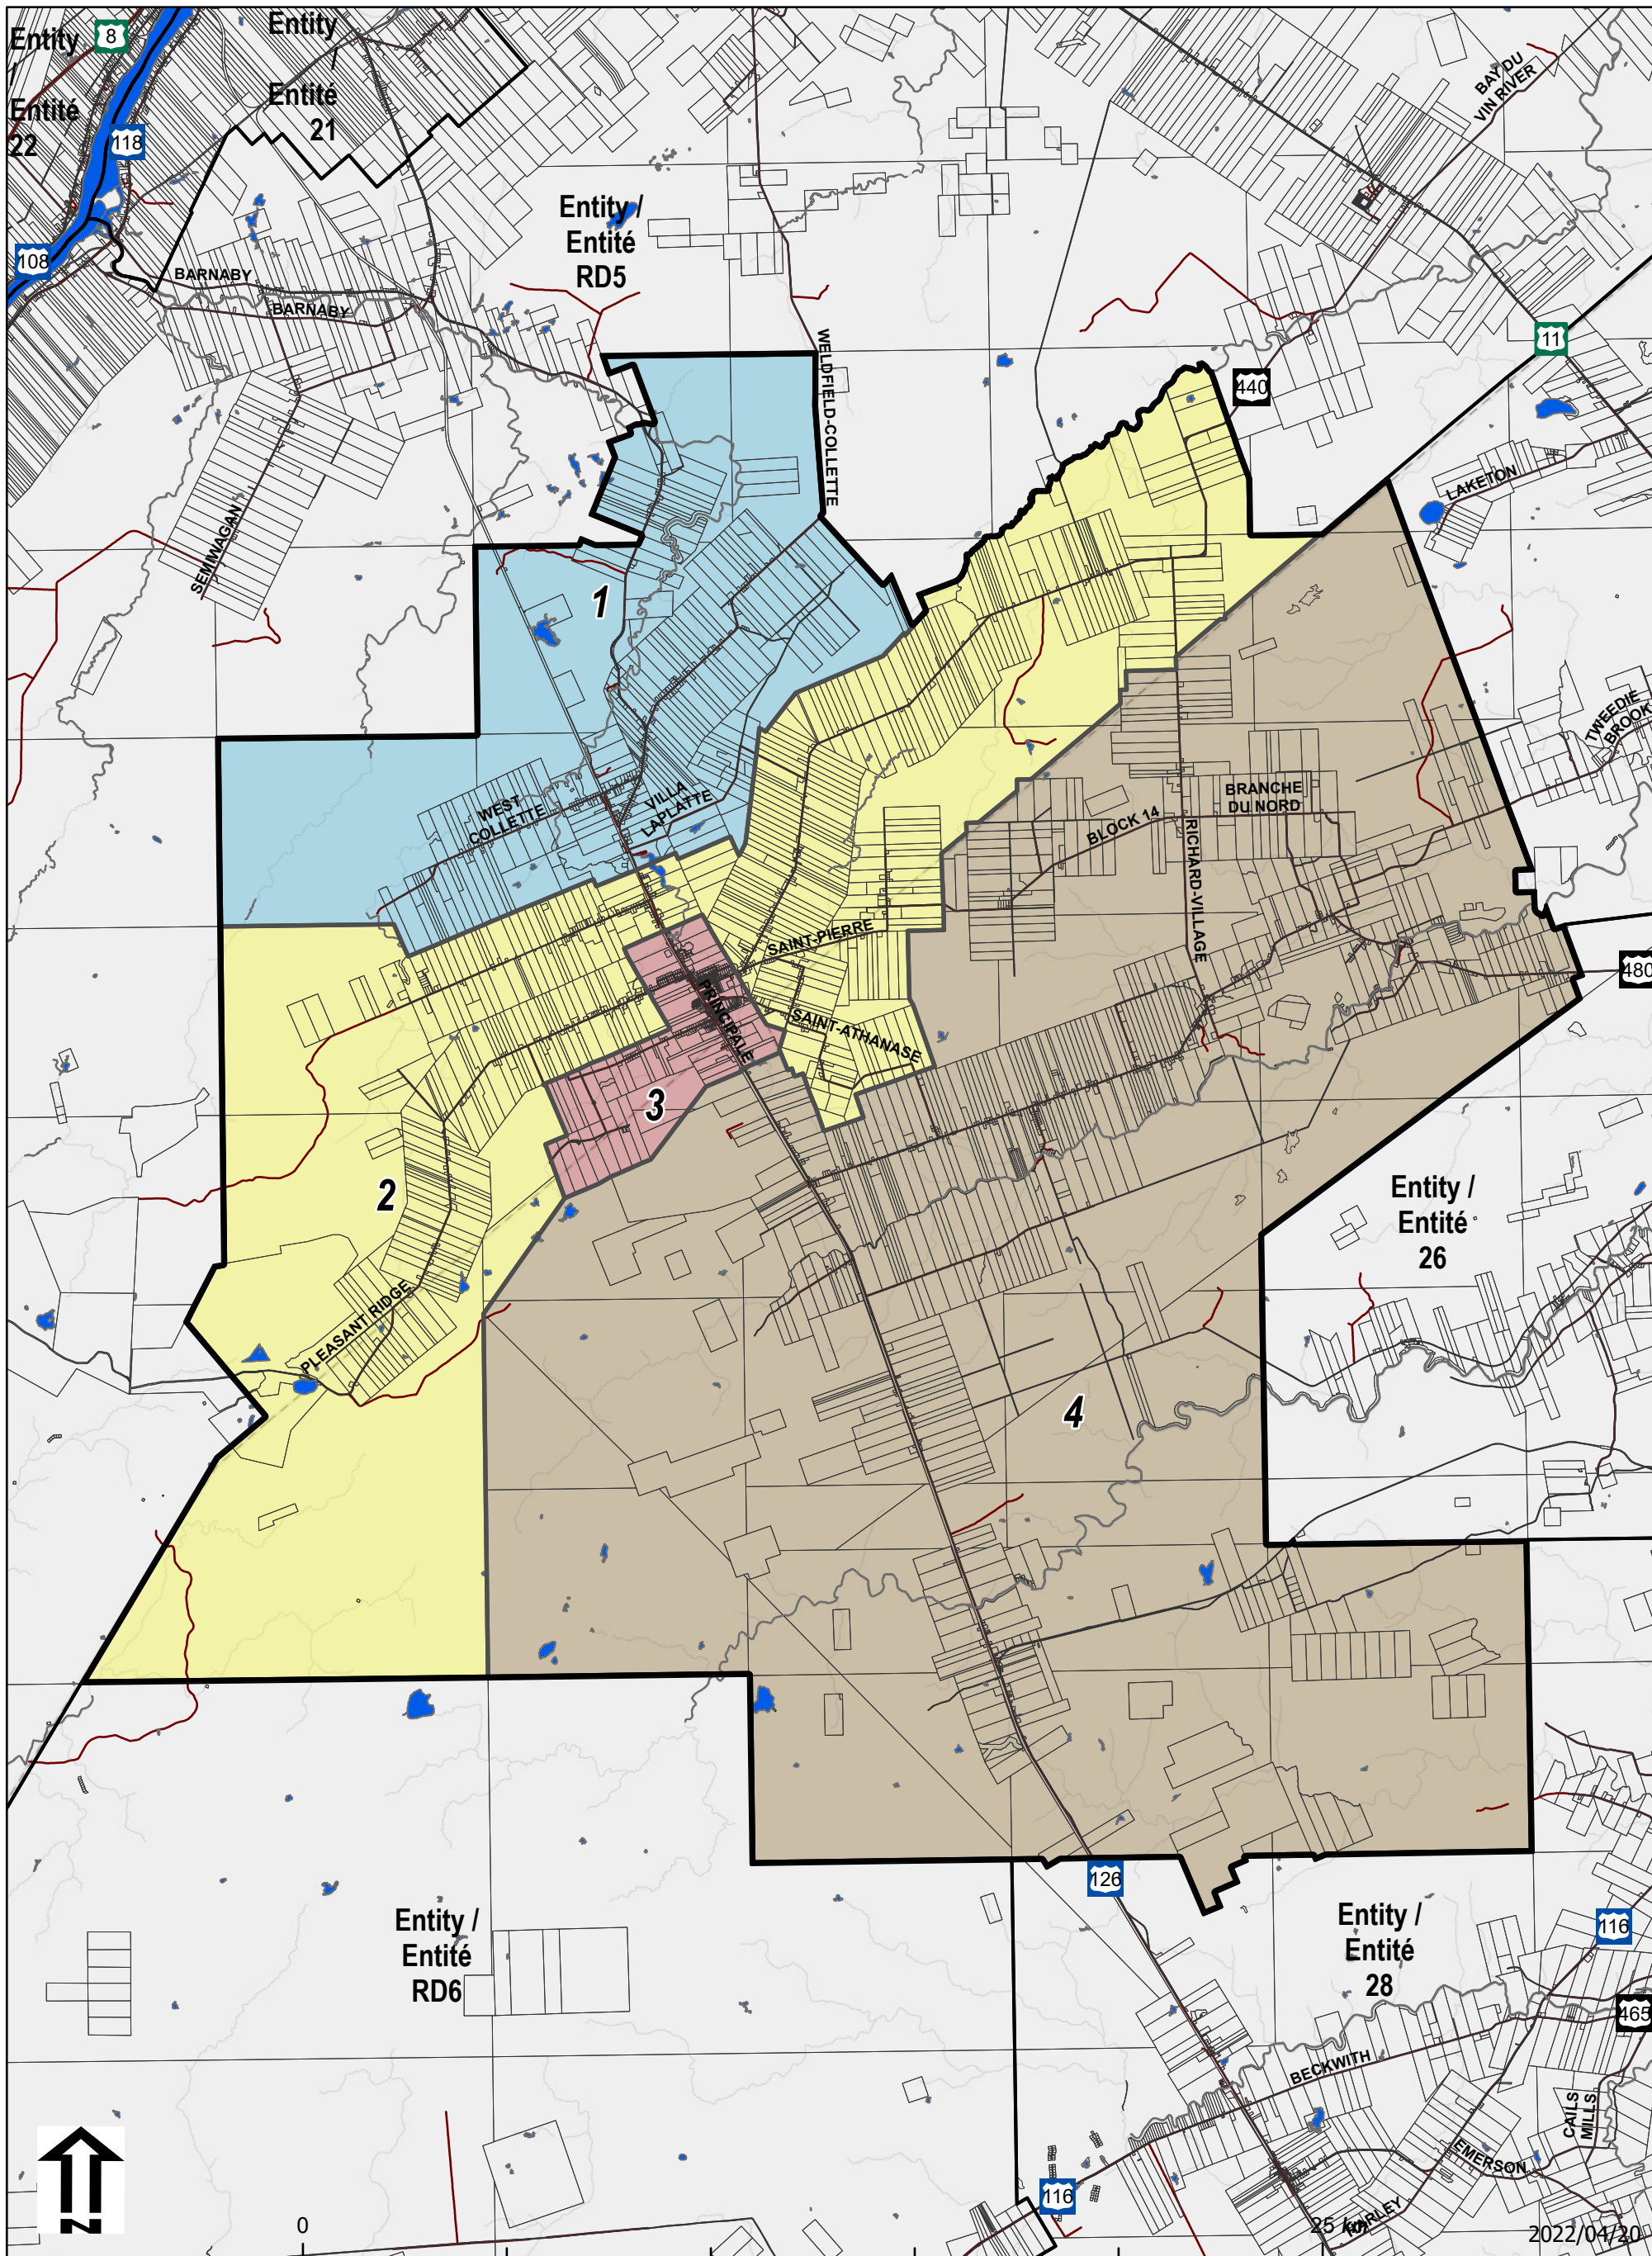 Entity
/
Entité
22
8
118
108
Entity
/
Entité
21
Entity /
Entité
RD5
BAY DU
VIN RIVER
BARNABY
BARNABY
WELDFIELD-COLLETTE
11
440
LAKETON
SEMIWAGAN
1
TWEEDIE
BROOK
WEST
COLLETTE
VILLA
LAPLATTE
BRANCHE
DU NORD
BLOCK 14
RICHARD-VILLAGE
SAINT-PIERRE
480
PRINCIPALE
SAINT-ATHANASE
3
2
Entity /
Entité
26
PLEASANT RIDGE
4
126
Entity /
Entité
RD6
Entity /
Entité
28
116
465
BECKWITH
CAILS
MILLS
EMERSON
116
HARLEY
N
0
25 km
2022/04/20